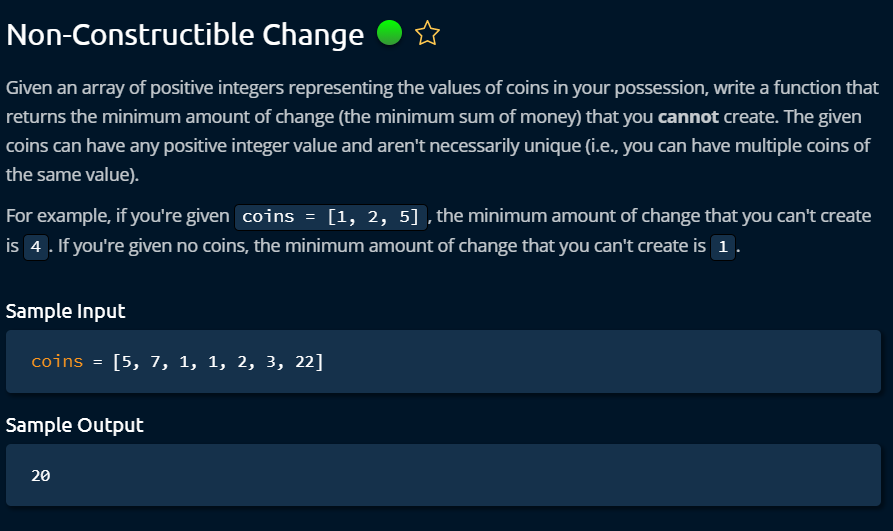 Non-Constructible Change
Given an array of positive integers representing the values of coins in your possession, write a function that
returns the minimum amount of change (the minimum sum of money) that you cannot create. The given
coins can have any positive integer value and aren't necessarily unique (i.e., you can have multiple coins of
the same value).
For example, if you're given coins = [1, 2, 5] , the minimum amount of change that you can't create
is 4 . If you're given no coins, the minimum amount of change that you can't create is 1 .
Sample Input
coins = [5, 7, 1, 1, 2, 3, 22]
Sample Output
20